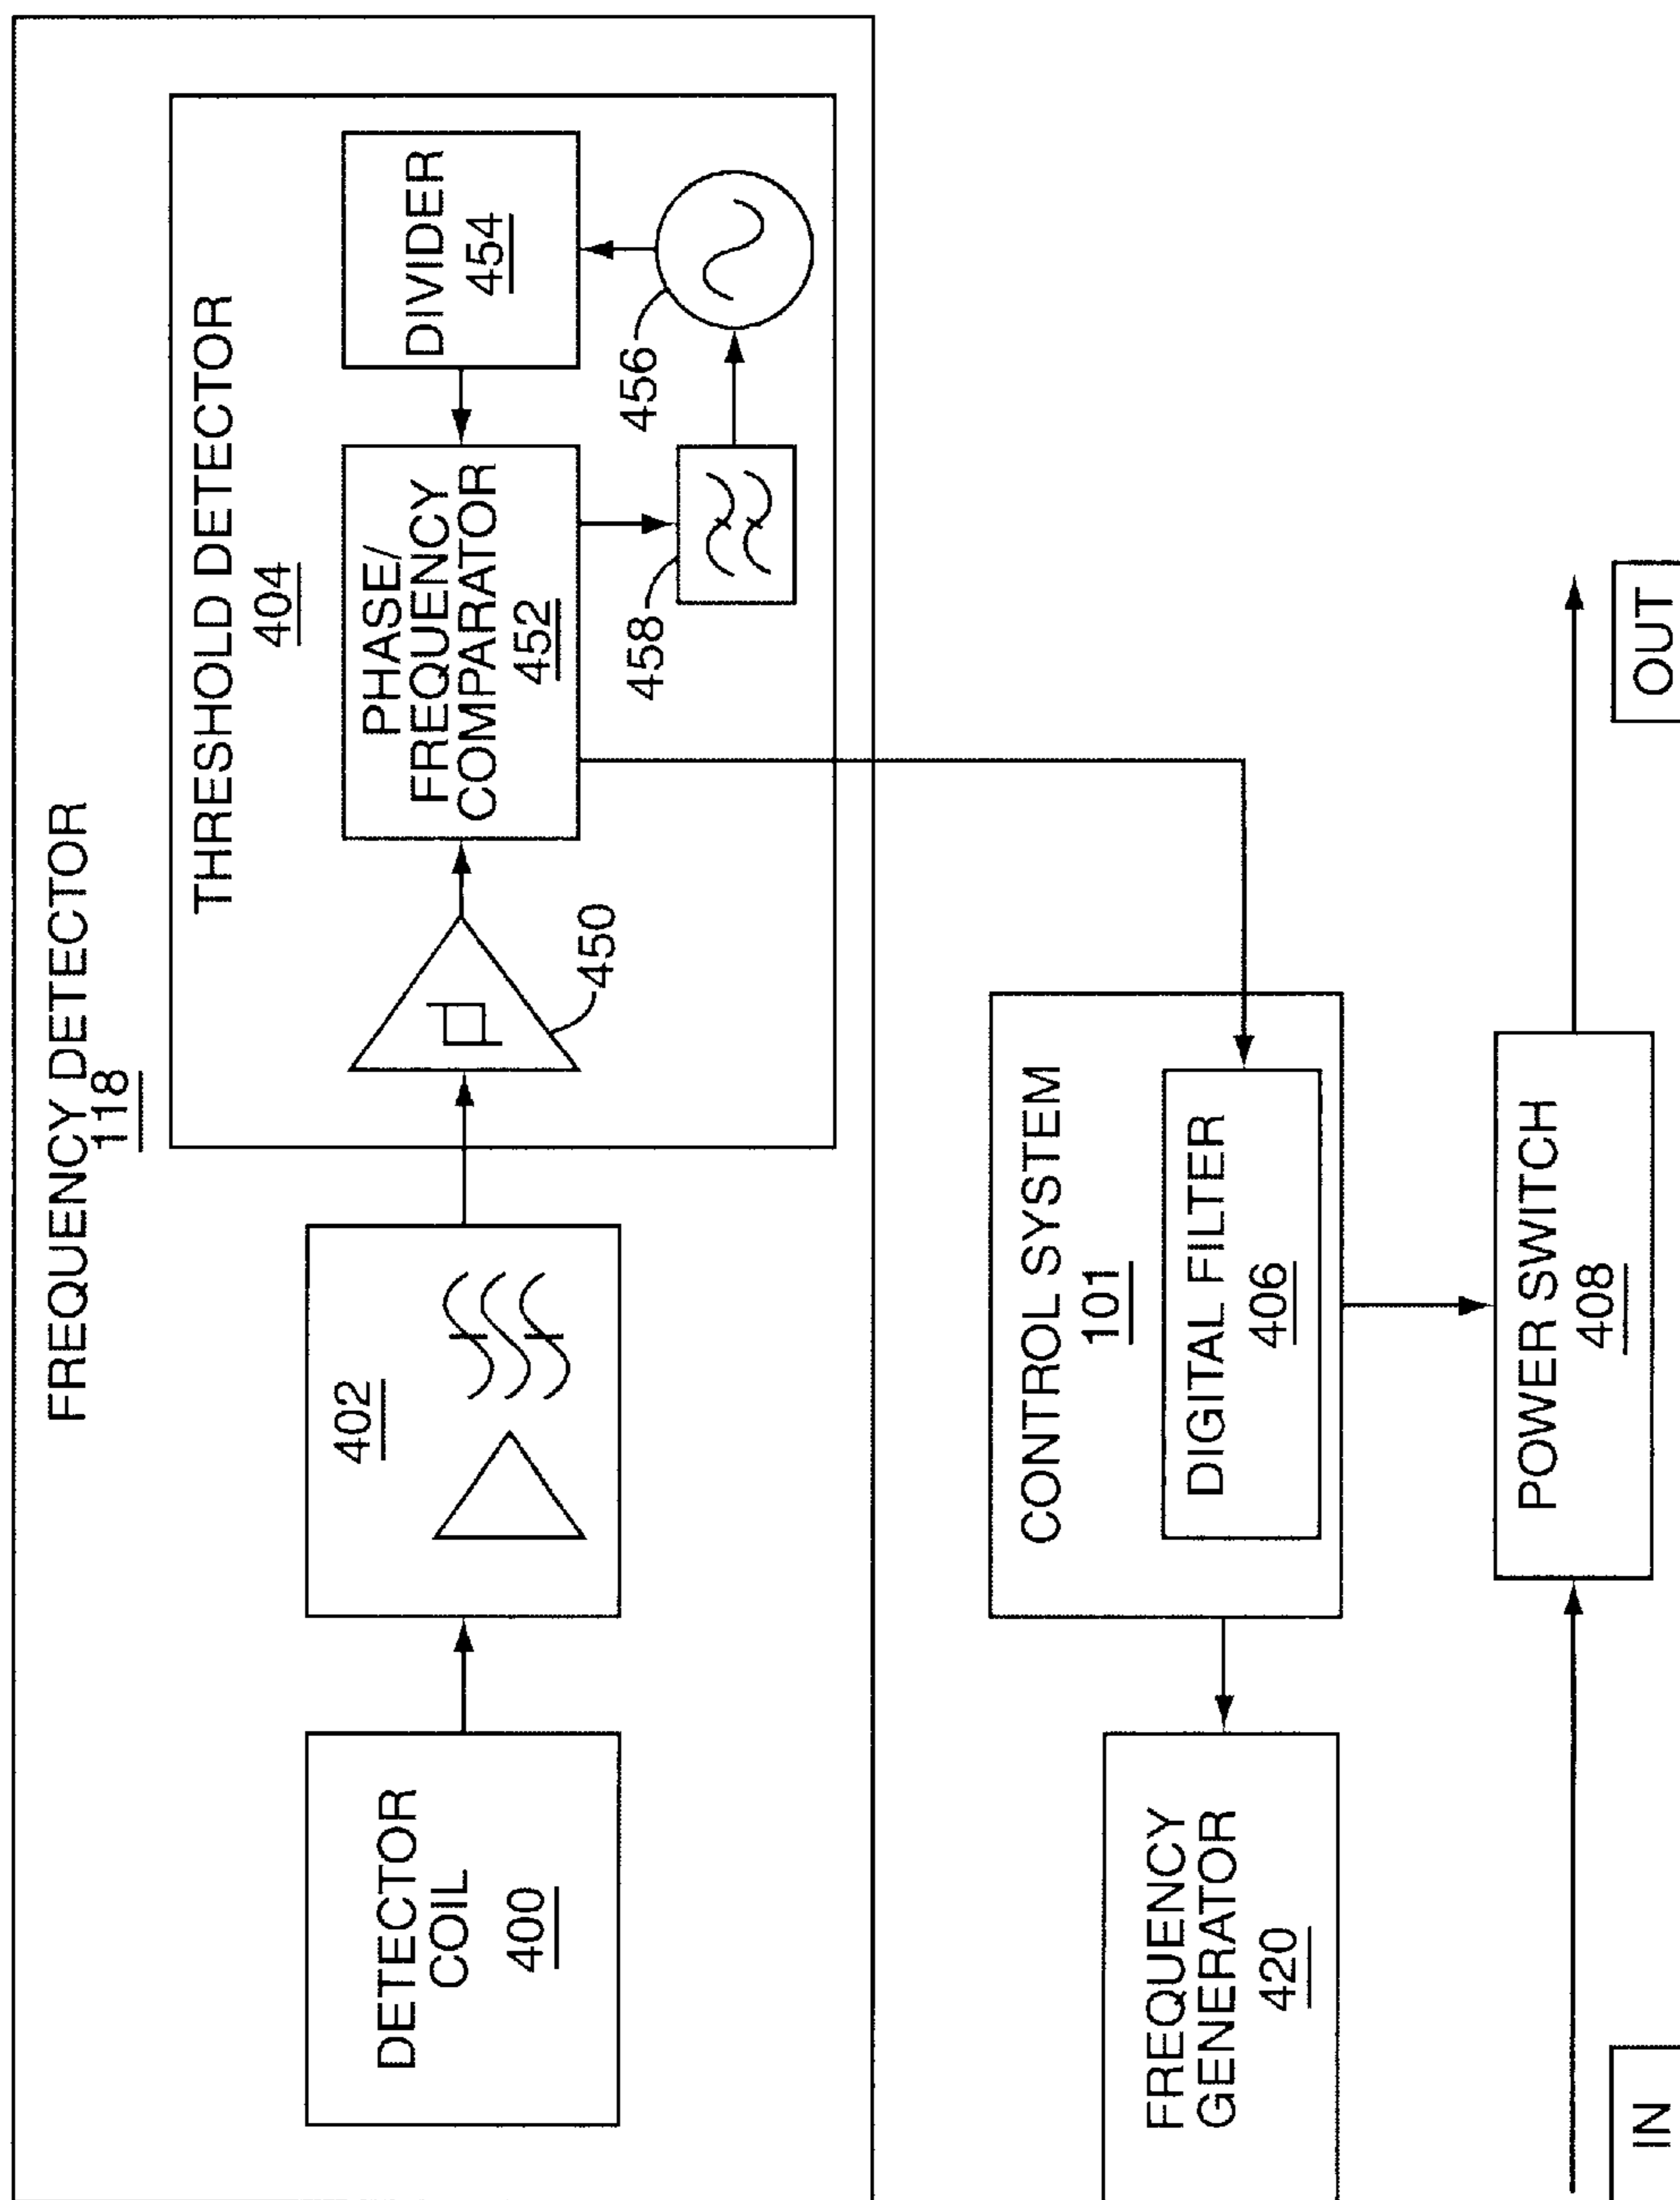 FREQUENCY DETECTOR
118
THRESHOLD DETECTOR
404
DETECTOR
COIL
400
402
450
PHASE/
FREQUENCY
COMPARATOR
452
DIVIDER
454
458
456
FREQUENCY
GENERATOR
420
CONTROL SYSTEM
101
DIGITAL FILTER
406
POWER SWITCH
408
IN
OUT